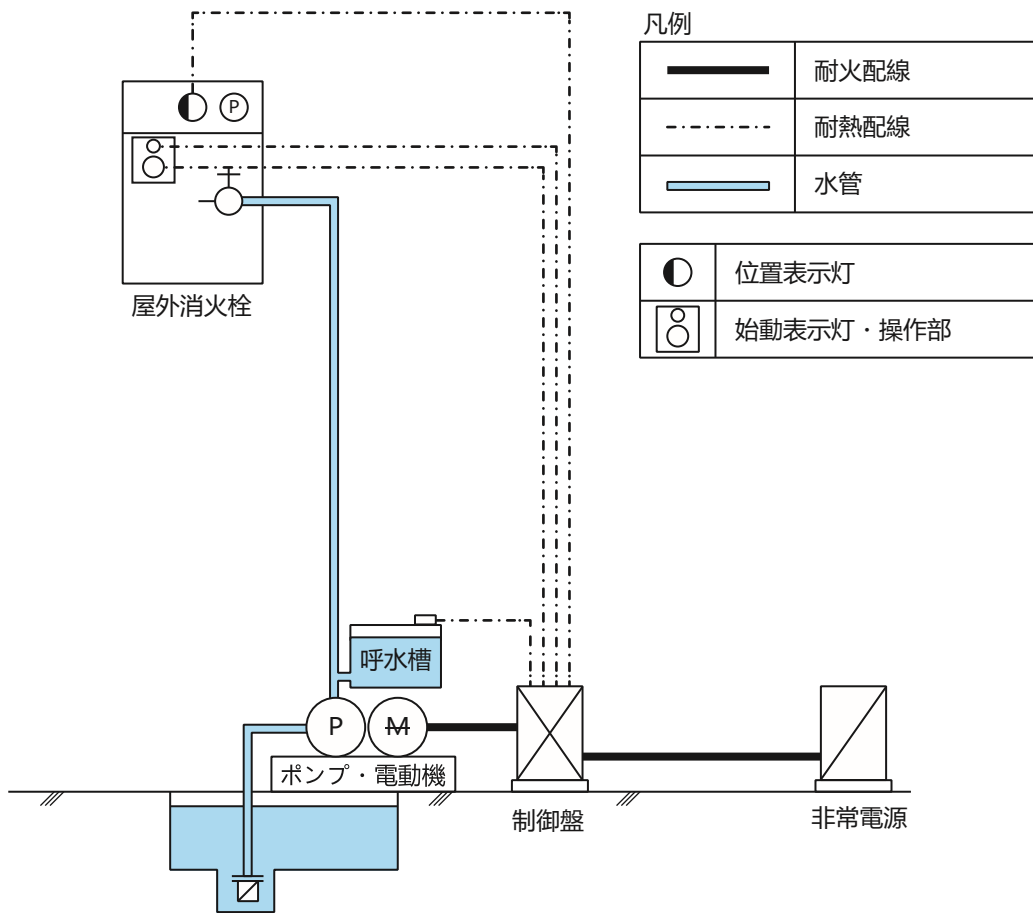 凡例
耐火配線
耐熱配線
水管
位置表示灯
始動表示灯・操作部
P
屋外消火栓
呼水槽
P
M
ポンプ・電動機
制御盤
非常電源